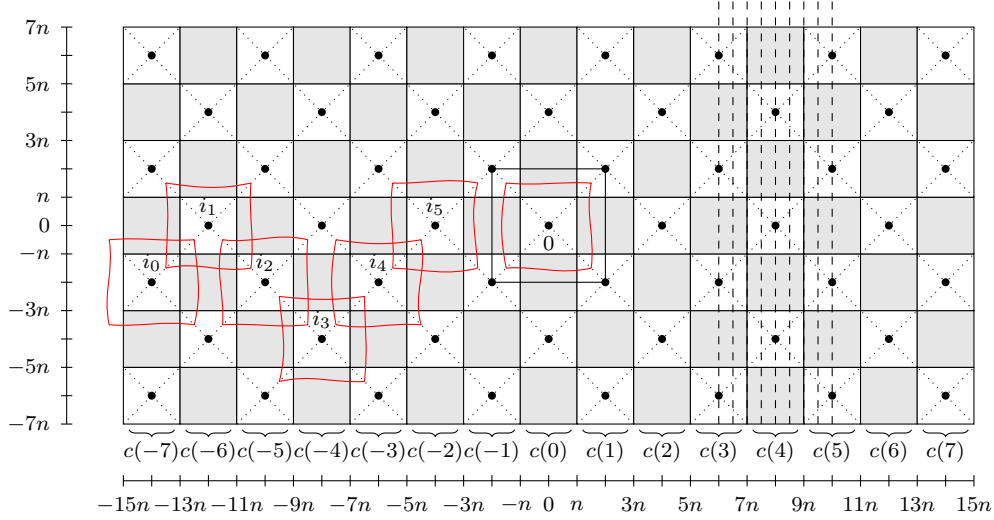 7n
5n
3n
n
0
−n
−3n
−5n
−7n
i₁
i₅
0
i₀
i₂
i₄
i₃
c(−7) c(−6) c(−5) c(−4) c(−3) c(−2) c(−1) c(0) c(1) c(2) c(3) c(4) c(5) c(6) c(7)
−15n −13n −11n −9n −7n −5n −3n −n 0 n 3n 5n 7n 9n 11n 13n 15n